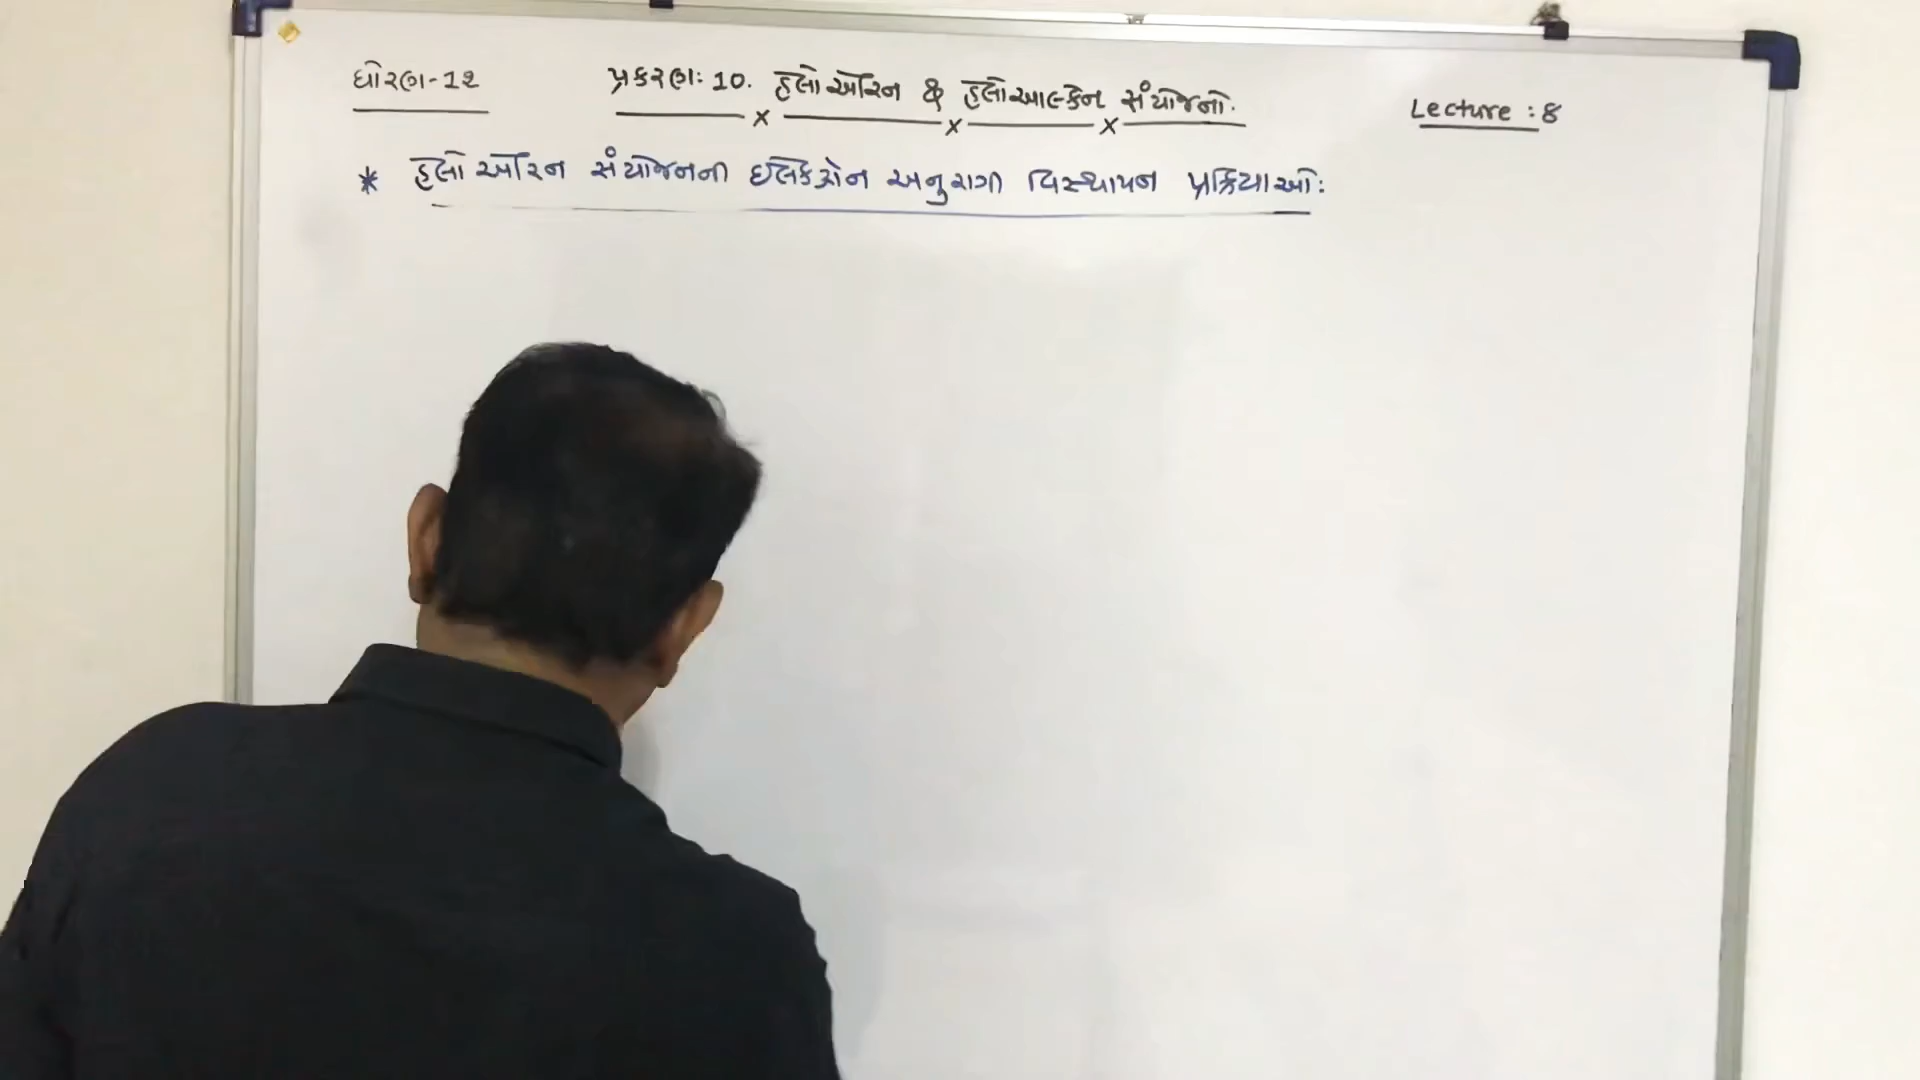 ધોરણ-12 પ્રકરણ: 10. હેલોએરિન & હેલોઆલ્કેન સંયોજનો. Lecture : 8
* હેલોએરિન સંયોજનની ઇલેક્ટ્રોન અનુરાગી વિસ્થાપન પ્રક્રિયાઓ: